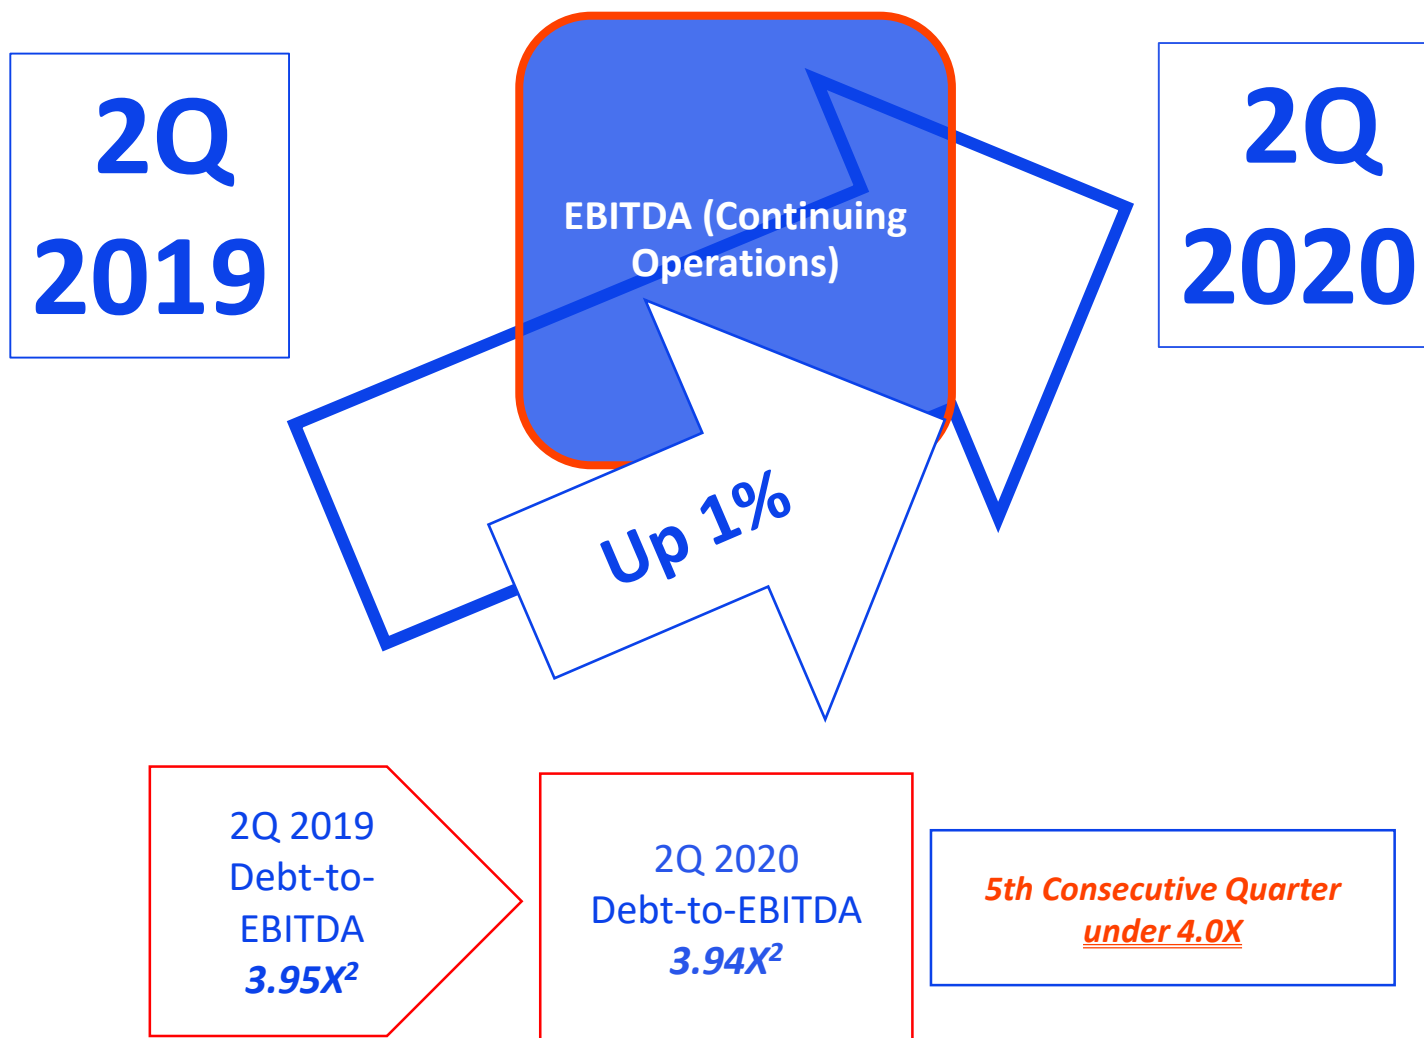 2Q
2019
EBITDA (Continuing
Operations)
2Q
2020
Up 1%
2Q 2019
Debt-to-
EBITDA
3.95X²
2Q 2020
Debt-to-EBITDA
3.94X²
5th Consecutive Quarter
under 4.0X